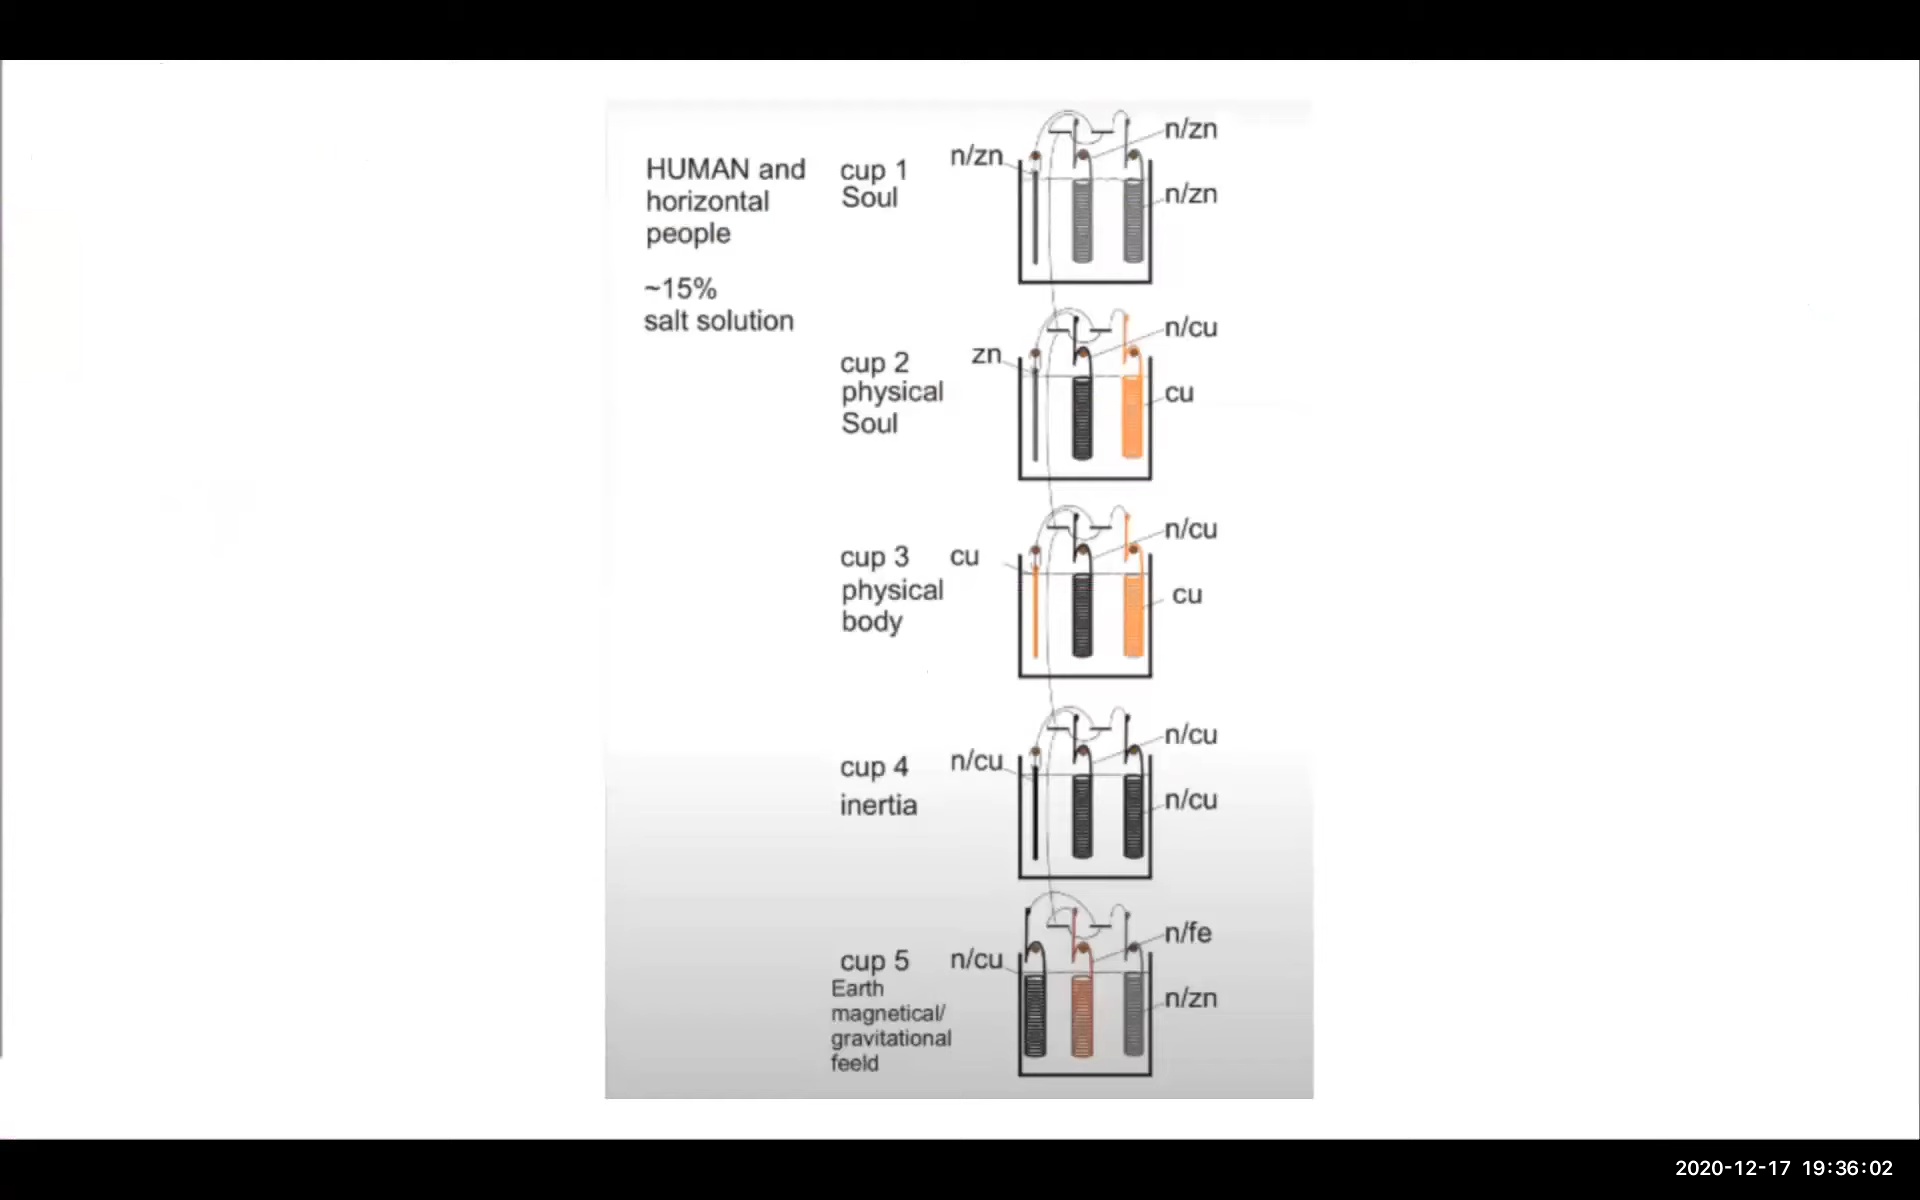 HUMAN and
horizontal
people
~15%
salt solution
cup 1
Soul
n/zn
n/zn
n/zn
cup 2
physical
Soul
zn
n/cu
cu
cup 3
physical
body
cu
n/cu
cu
cup 4
inertia
n/cu
n/cu
n/cu
cup 5
Earth
magnetical/
gravitational
feeld
n/cu
n/fe
n/zn
2020-12-17 19:36:02